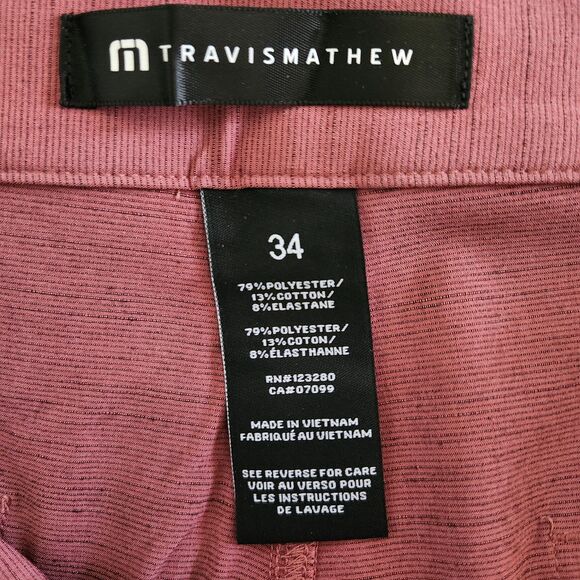 TRAVISMATHEW
34
79%POLYESTER/
13%COTTON/
8%ELASTANE
79%POLYESTER/
13%COTON/
8%ÉLASTHANNE
RN#123280
CA#07099
MADE IN VIETNAM
FABRIQUÉ AU VIETNAM
SEE REVERSE FOR CARE
VOIR AU VERSO POUR
LES INSTRUCTIONS
DE LAVAGE